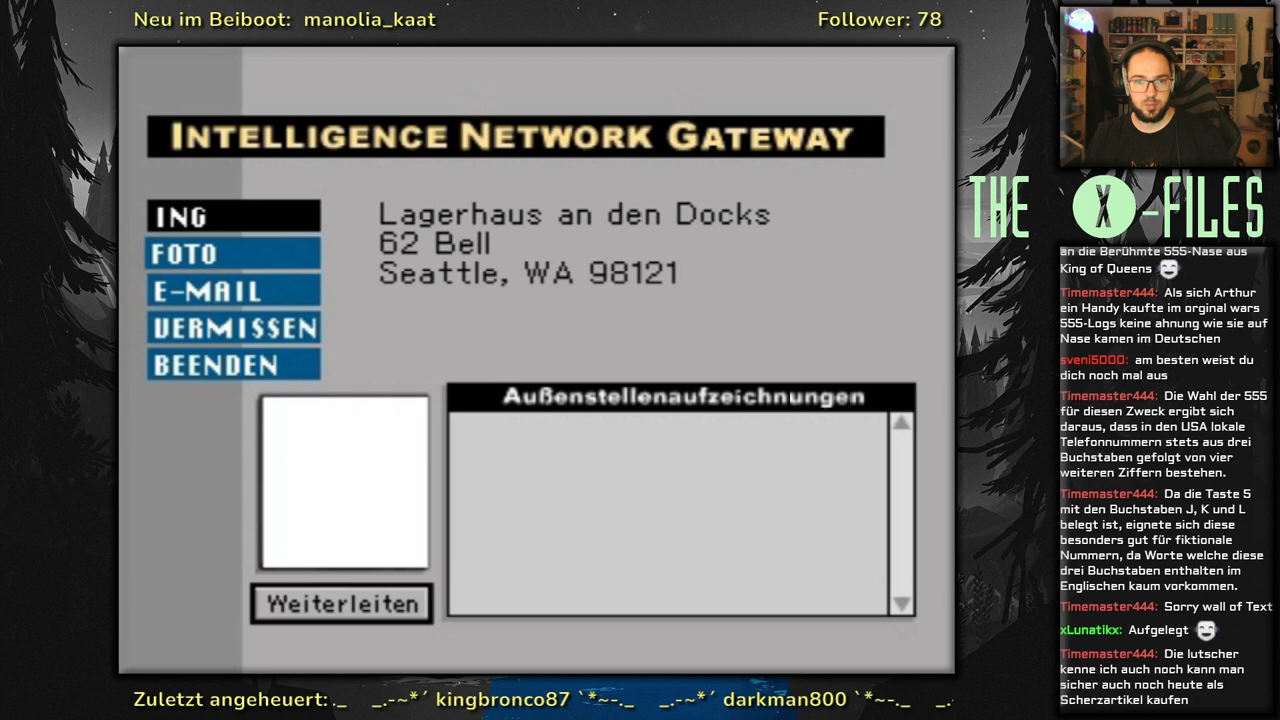 Neu im Beiboot: manolia_kaat
Follower: 78
INTELLIGENCE NETWORK GATEWAY
ING
FOTO
E-MAIL
VERMISSEN
BEENDEN
Lagerhaus an den Docks
62 Bell
Seattle, WA 98121
Außenstellenaufzeichnungen
Weiterleiten
THE X-FILES
an die Berühmte 555-Nase aus
King of Queens
Timemaster444: Als sich Arthur
ein Handy kaufte im orginal wars
555-Logs keine ahnung wie sie auf
Nase kamen im Deutschen
sveni5000: am besten weist du
dich noch mal aus
Timemaster444: Die Wahl der 555
für diesen Zweck ergibt sich
daraus, dass in den USA lokale
Telefonnummern stets aus drei
Buchstaben gefolgt von vier
weiteren Ziffern bestehen.
Timemaster444: Da die Taste 5
mit den Buchstaben J, K und L
belegt ist, eignete sich diese
besonders gut für fiktionale
Nummern, da Worte welche diese
drei Buchstaben enthalten im
Englischen kaum vorkommen.
Timemaster444: Sorry wall of Text
xLunatikx: Aufgelegt
Timemaster444: Die lutscher
kenne ich auch noch kann man
sicher auch noch heute als
Scherzartikel kaufen
Zuletzt angeheuert: ._ _.-~*´ kingbronco87 `*~-._ _.-~*´ darkman800 `*~-._ _.